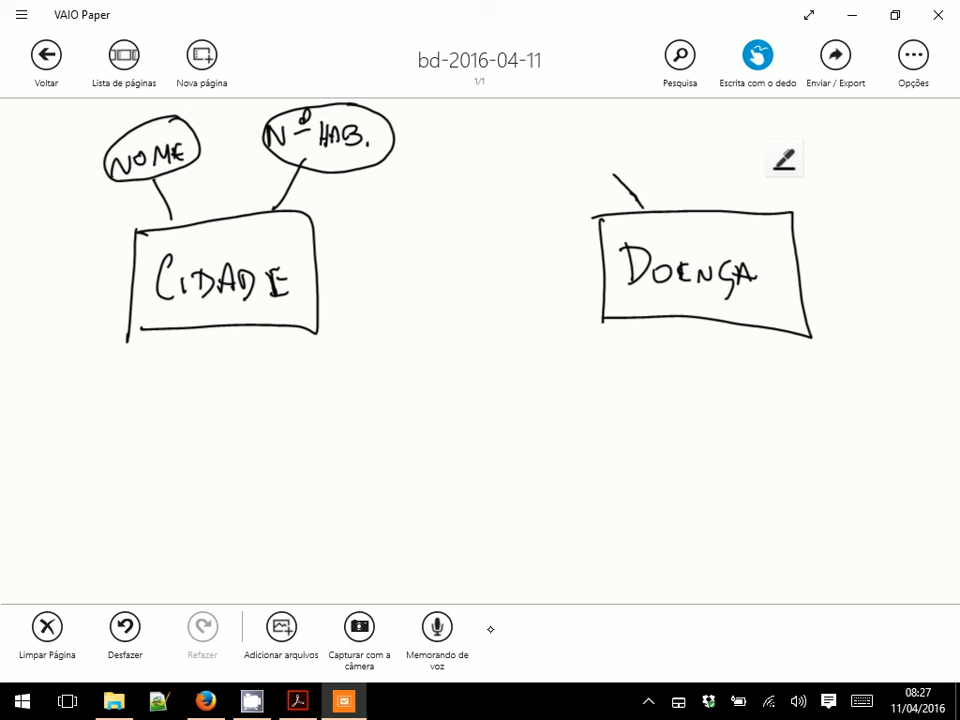 VAIO Paper
Voltar
Lista de páginas
Nova página
bd-2016-04-11
1/1
Pesquisa
Escrita com o dedo
Enviar / Export
Opções
NOME
Nº HAB.
CIDADE
DOENÇA
Limpar Página
Desfazer
Refazer
Adicionar arquivos
Capturar com a
câmera
Memorando de
voz
08:27
11/04/2016